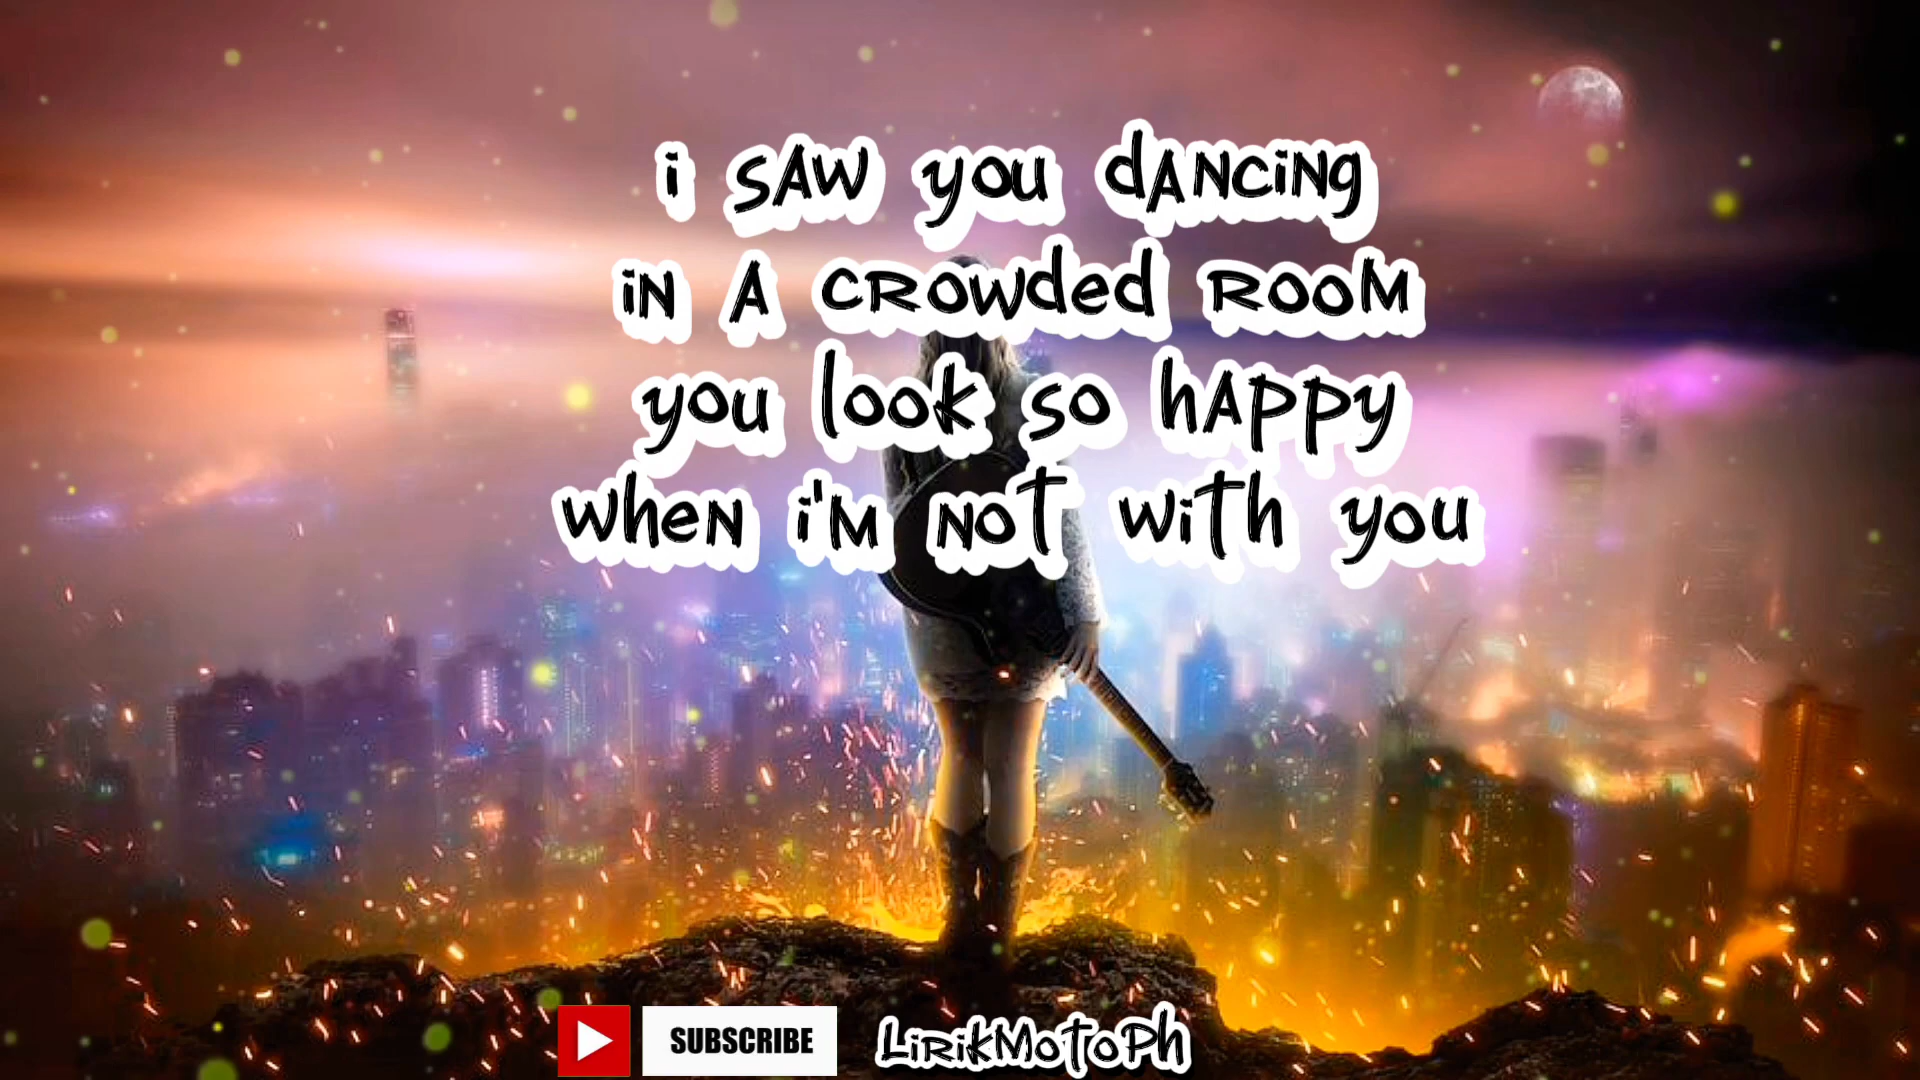 i saw you dancing
in a crowded room
you look so happy
when i'm not with you
SUBSCRIBE
LirikMotoPh